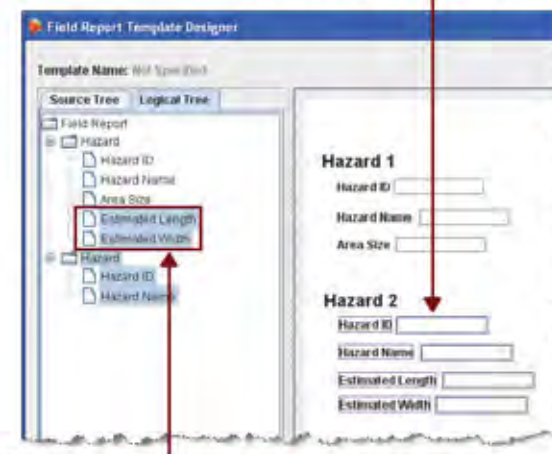 Field Report Template Designer
Template Name: Not Specified
Source Tree Logical Tree
Field Report
Hazard
Hazard ID
Hazard Name
Area Size
Estimated Length
Estimated Width
Hazard
Hazard ID
Hazard Name
Hazard 1
Hazard ID
Hazard Name
Area Size
Hazard 2
Hazard ID
Hazard Name
Estimated Length
Estimated Width